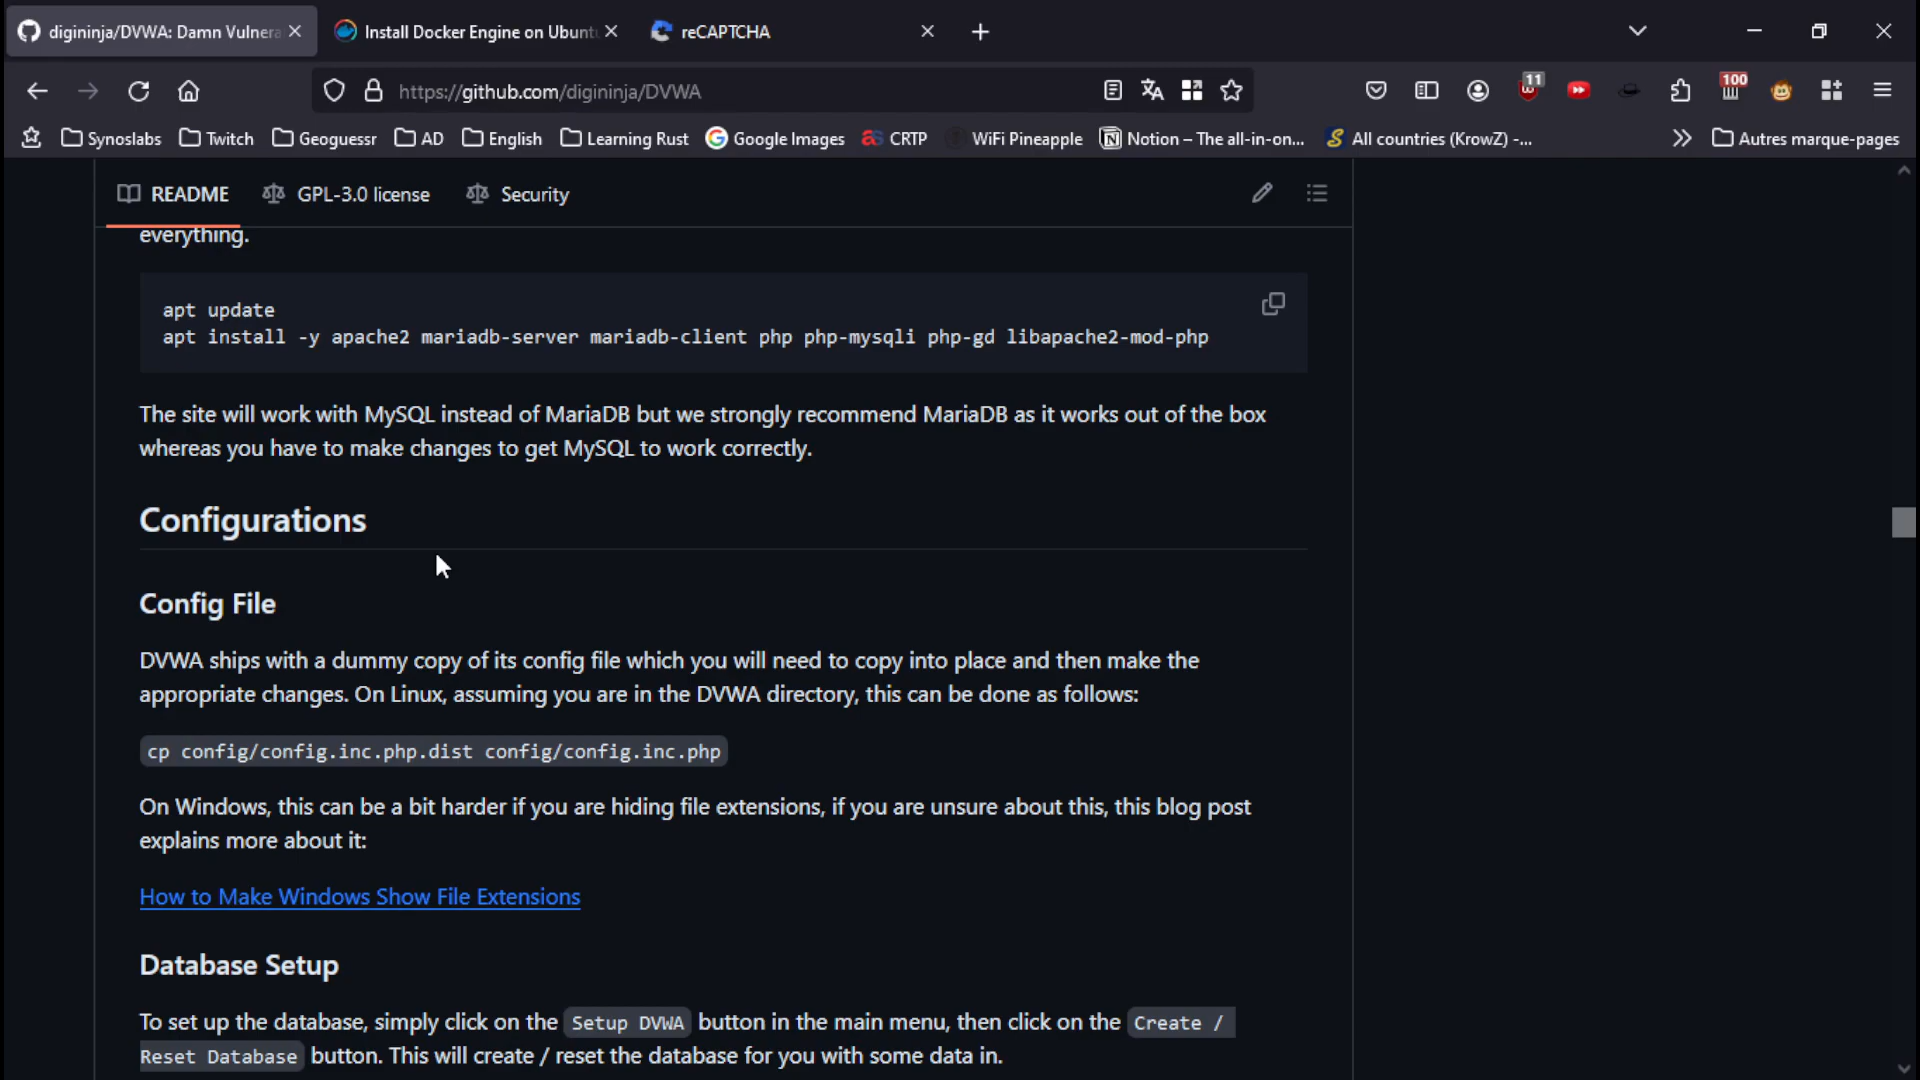 digininja/DVWA: Damn Vulnera
Install Docker Engine on Ubunt
reCAPTCHA
https://github.com/digininja/DVWA
11
100
Synoslabs
Twitch
Geoguessr
AD
English
Learning Rust
Google Images
CRTP
WiFi Pineapple
Notion – The all-in-on...
All countries (KrowZ) -...
Autres marque-pages
README
GPL-3.0 license
Security
everything.
apt update
apt install -y apache2 mariadb-server mariadb-client php php-mysqli php-gd libapache2-mod-php
The site will work with MySQL instead of MariaDB but we strongly recommend MariaDB as it works out of the box
whereas you have to make changes to get MySQL to work correctly.
Configurations
Config File
DVWA ships with a dummy copy of its config file which you will need to copy into place and then make the
appropriate changes. On Linux, assuming you are in the DVWA directory, this can be done as follows:
cp config/config.inc.php.dist config/config.inc.php
On Windows, this can be a bit harder if you are hiding file extensions, if you are unsure about this, this blog post
explains more about it:
How to Make Windows Show File Extensions
Database Setup
To set up the database, simply click on the Setup DVWA button in the main menu, then click on the Create /
Reset Database button. This will create / reset the database for you with some data in.